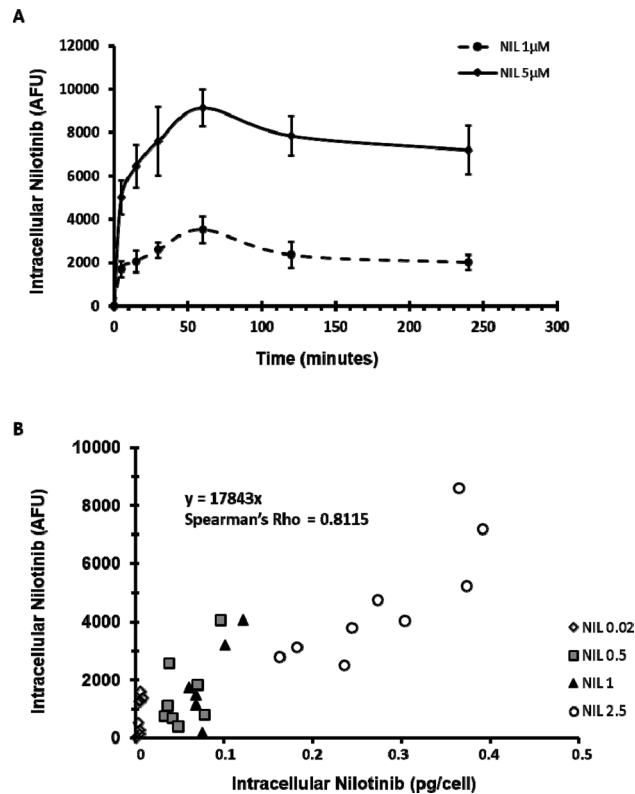 A
NIL 1µM
NIL 5µM
12000
10000
8000
6000
4000
2000
0
Intracellular Nilotinib (AFU)
0 50 100 150 200 250 300
Time (minutes)
B
10000
8000
6000
4000
2000
0
Intracellular Nilotinib (AFU)
y = 17843x
Spearman's Rho = 0.8115
NIL 0.02
NIL 0.5
NIL 1
NIL 2.5
0 0.1 0.2 0.3 0.4 0.5
Intracellular Nilotinib (pg/cell)